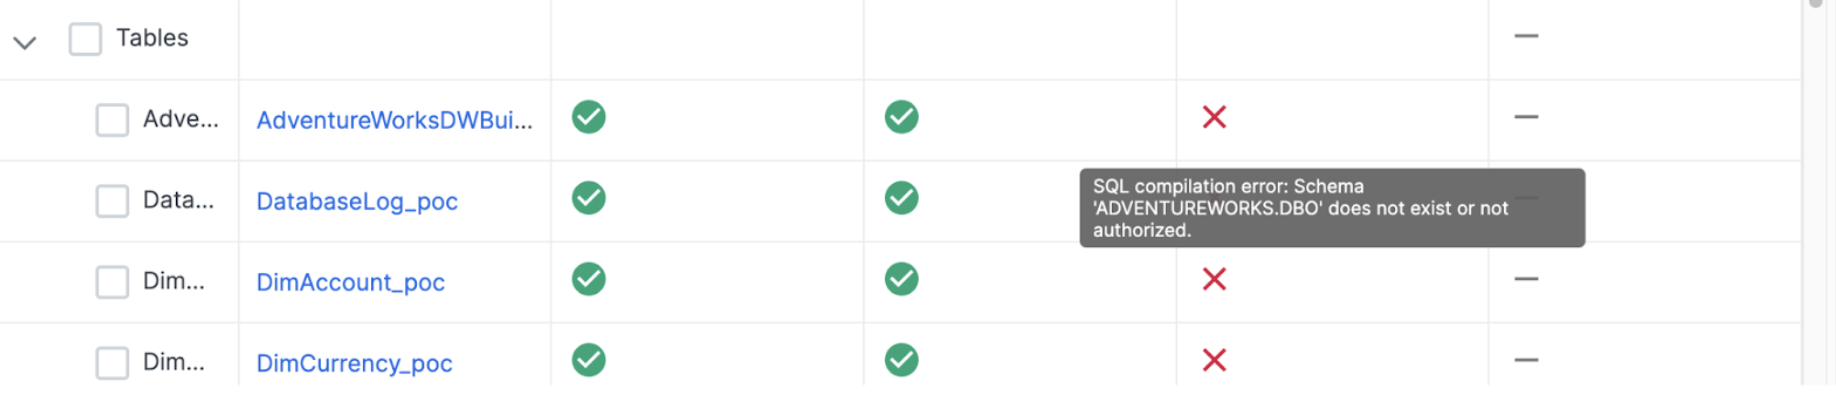 Tables
Adve... AdventureWorksDWBui...
Data... DatabaseLog_poc
SQL compilation error: Schema
'ADVENTUREWORKS.DBO' does not exist or not
authorized.
Dim... DimAccount_poc
Dim... DimCurrency_poc